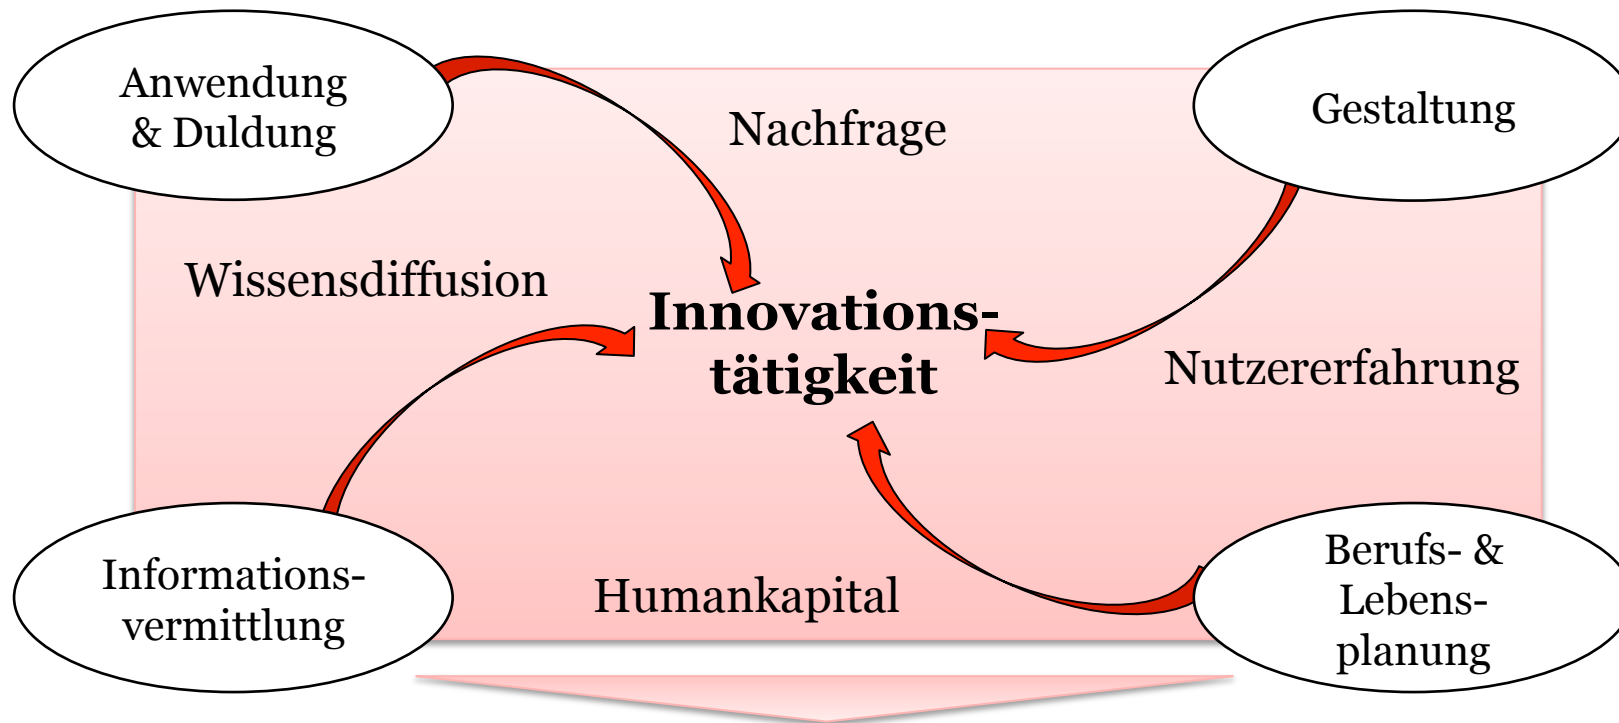 Anwendung
& Duldung
Nachfrage
Gestaltung
Wissensdiffusion
Innovations-
tätigkeit
Nutzererfahrung
Informations-
vermittlung
Humankapital
Berufs- &
Lebens-
planung